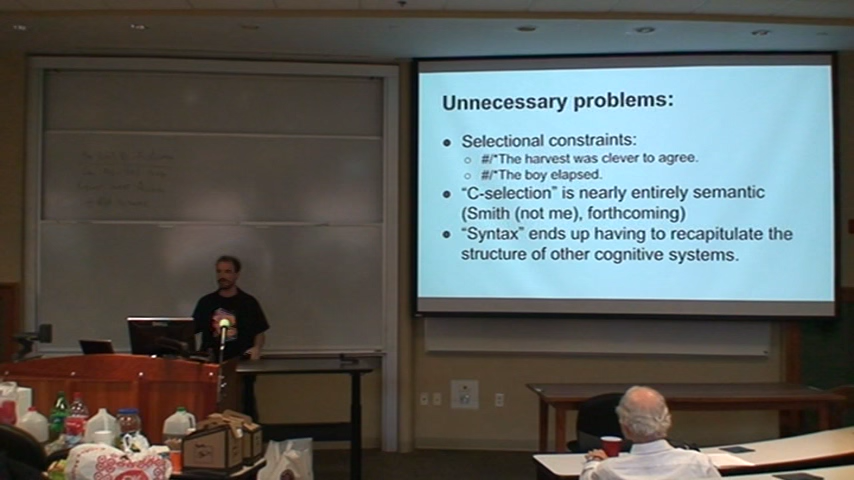 Unnecessary problems:
● Selectional constraints:
○ #/*The harvest was clever to agree.
○ #/*The boy elapsed.
● “C-selection” is nearly entirely semantic
(Smith (not me), forthcoming)
● “Syntax” ends up having to recapitulate the
structure of other cognitive systems.